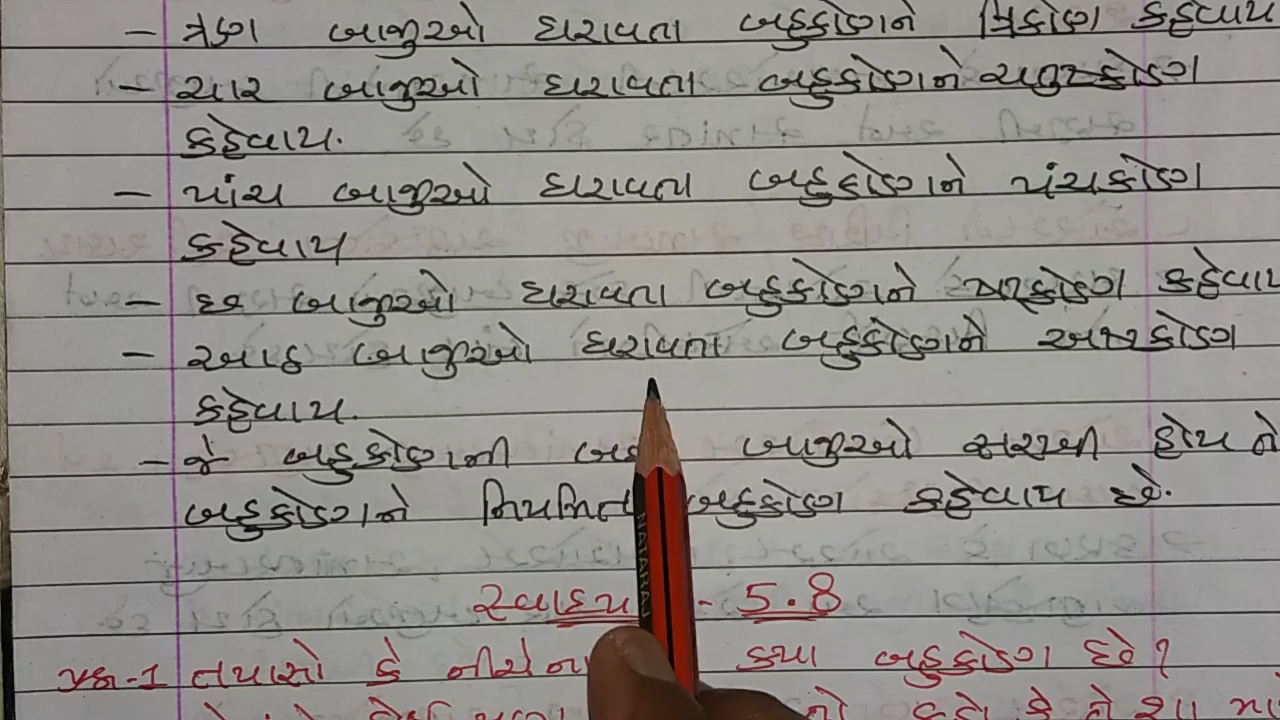 - ત્રણ બાજુઓ ધરાવતા બહુકોણને ત્રિકોણ કહેવાય
- ચાર બાજુઓ ધરાવતા બહુકોણને ચતુષ્કોણ
કહેવાય.
- પાંચ બાજુઓ ધરાવતા બહુકોણને પંચકોણ
કહેવાય
- છ બાજુઓ ધરાવતા બહુકોણને ષટ્કોણ કહેવાય
- આઠ બાજુઓ ધરાવતા બહુકોણને અષ્ટકોણ
કહેવાય.
- જે બહુકોણની બાજુઓ સરખી હોય તે
બહુકોણને નિયમિત બહુકોણ કહેવાય છે.
સ્વાધ્યાય - 5.8
પ્રશ્ન-1 તપાસો કે નીચેના કયા બહુકોણ છે?
NATARAJ